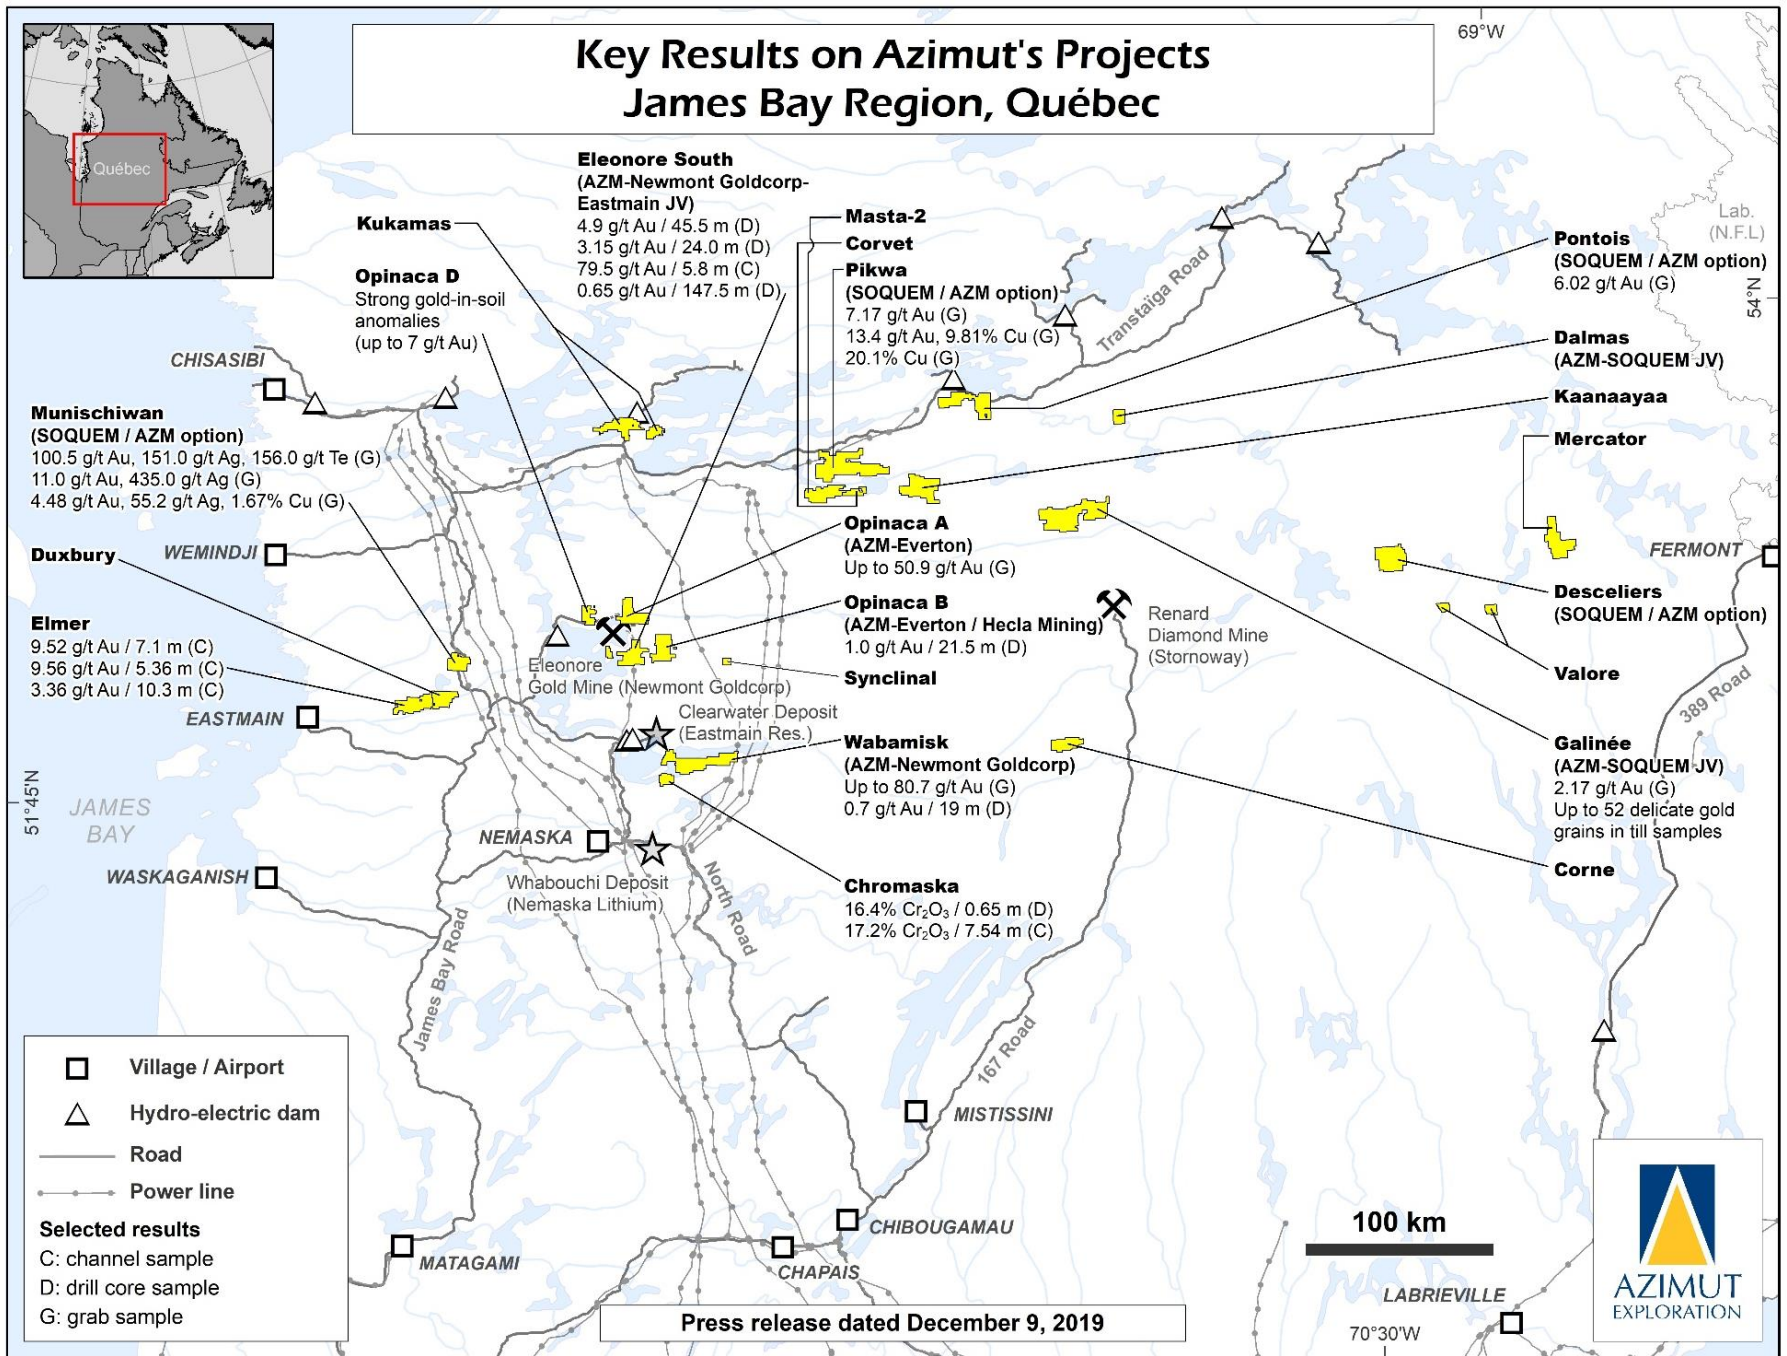 Key Results on Azimut's Projects
James Bay Region, Québec
Québec
69°W
Lab.
(N.F.L)
54°N
Eleonore South
(AZM-Newmont Goldcorp-
Eastmain JV)
4.9 g/t Au / 45.5 m (D)
3.15 g/t Au / 24.0 m (D)
79.5 g/t Au / 5.8 m (C)
0.65 g/t Au / 147.5 m (D)
Kukamas
Opinaca D
Strong gold-in-soil
anomalies
(up to 7 g/t Au)
Masta-2
Corvet
Pikwa
(SOQUEM / AZM option)
7.17 g/t Au (G)
13.4 g/t Au, 9.81% Cu (G)
20.1% Cu (G)
Transtaïga Road
Pontois
(SOQUEM / AZM option)
6.02 g/t Au (G)
Dalmas
(AZM-SOQUEM JV)
Kaanaayaa
Mercator
CHISASIBI
Munischiwan
(SOQUEM / AZM option)
100.5 g/t Au, 151.0 g/t Ag, 156.0 g/t Te (G)
11.0 g/t Au, 435.0 g/t Ag (G)
4.48 g/t Au, 55.2 g/t Ag, 1.67% Cu (G)
WEMINDJI
Duxbury
Elmer
9.52 g/t Au / 7.1 m (C)
9.56 g/t Au / 5.36 m (C)
3.36 g/t Au / 10.3 m (C)
EASTMAIN
Opinaca A
(AZM-Everton)
Up to 50.9 g/t Au (G)
Opinaca B
(AZM-Everton / Hecla Mining)
1.0 g/t Au / 21.5 m (D)
Synclinal
Eleonore
Gold Mine (Newmont Goldcorp)
Clearwater Deposit
(Eastmain Res.)
Renard
Diamond Mine
(Stornoway)
FERMONT
Desceliers
(SOQUEM / AZM option)
Valore
389 Road
Wabamisk
(AZM-Newmont Goldcorp)
Up to 80.7 g/t Au (G)
0.7 g/t Au / 19 m (D)
Galinée
(AZM-SOQUEM JV)
2.17 g/t Au (G)
Up to 52 delicate gold
grains in till samples
Corne
51°45'N
JAMES
BAY
NEMASKA
WASKAGANISH
Whabouchi Deposit
(Nemaska Lithium)
North Road
Chromaska
16.4% Cr₂O₃ / 0.65 m (D)
17.2% Cr₂O₃ / 7.54 m (C)
James Bay Road
167 Road
MISTISSINI
CHIBOUGAMAU
CHAPAIS
MATAGAMI
LABRIEVILLE
70°30'W
Village / Airport
Hydro-electric dam
Road
Power line
Selected results
C: channel sample
D: drill core sample
G: grab sample
100 km
AZIMUT
EXPLORATION
Press release dated December 9, 2019